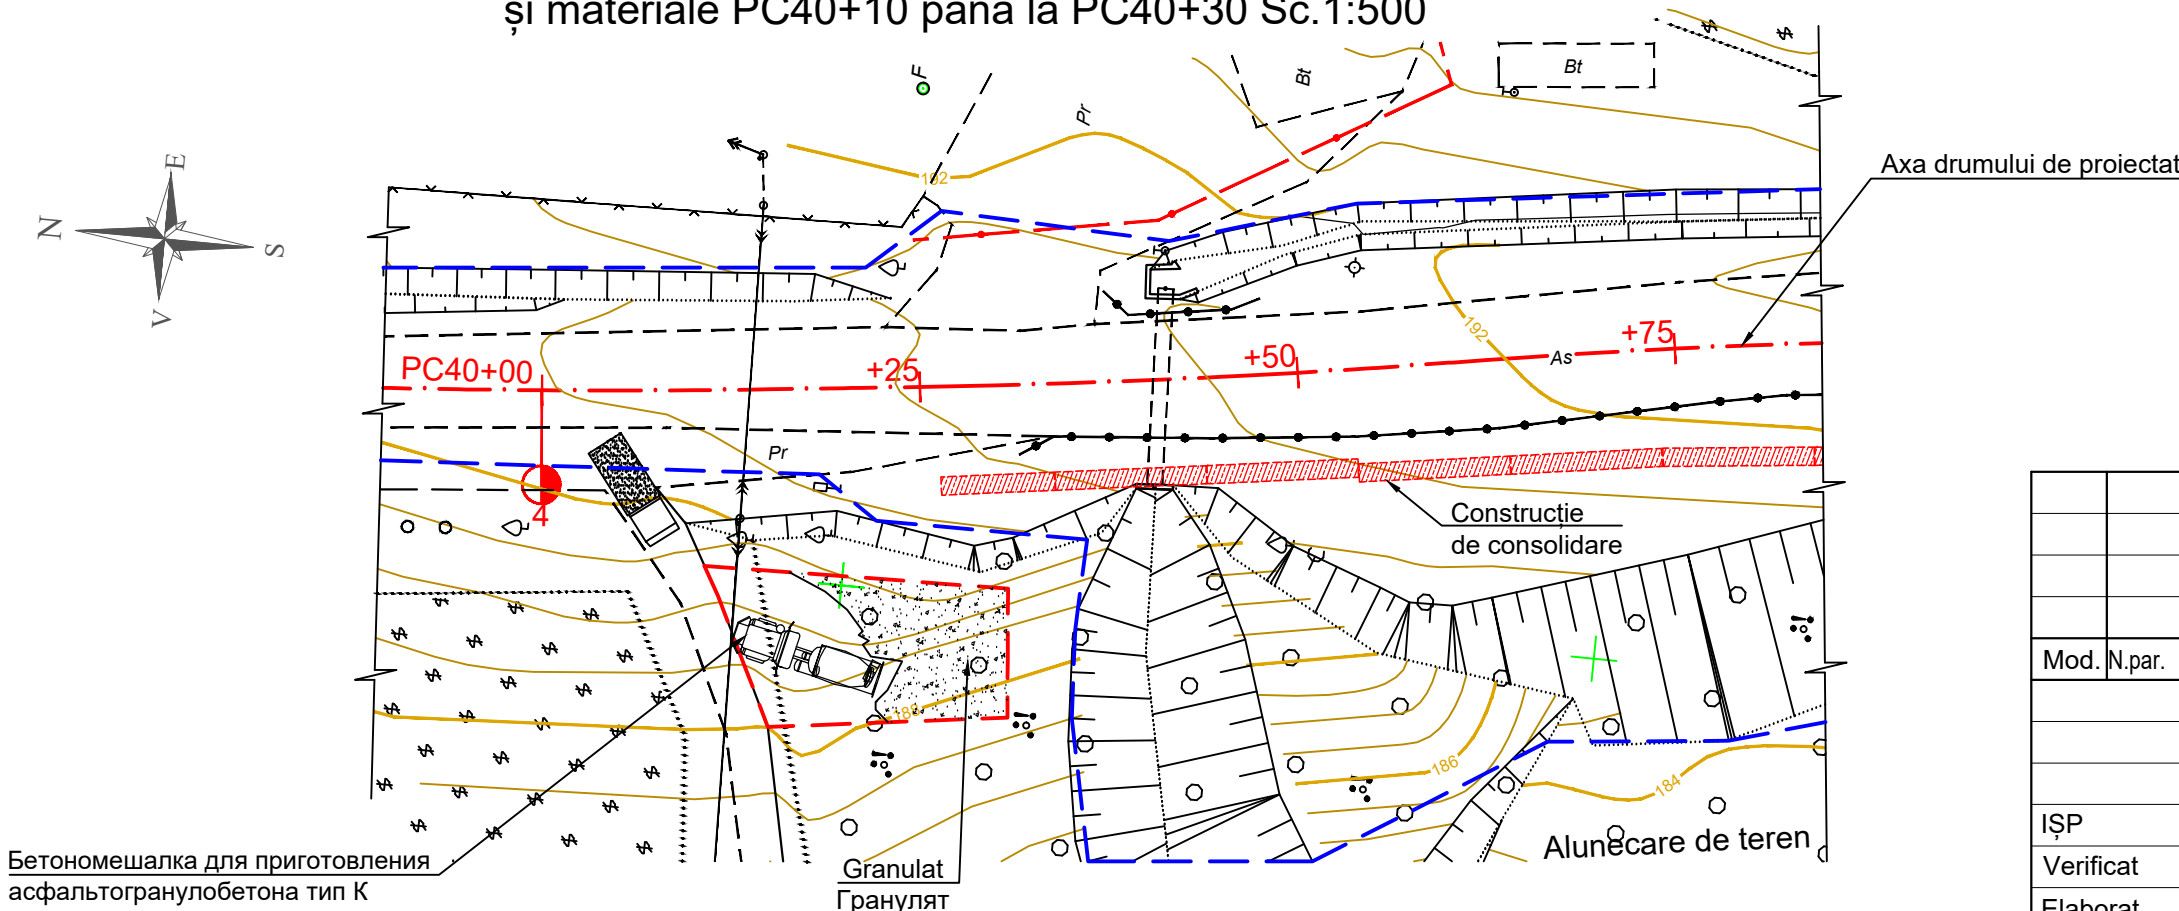 și materiale PC40+10 pana la PC40+30 Sc.1:500
F
Bt
Bt
Pr
E
N
S
V
192
Axa drumului de proiectat
PC40+00
+25
+50
+75
192
As
Pr
4
Construcție
de consolidare
188
186
184
Alunecare de teren
Бетономешалка для приготовления
асфальтогранулобетона тип К
Granulat
Гранулят
Mod.
N.par.
IȘP
Verificat
Elaborat